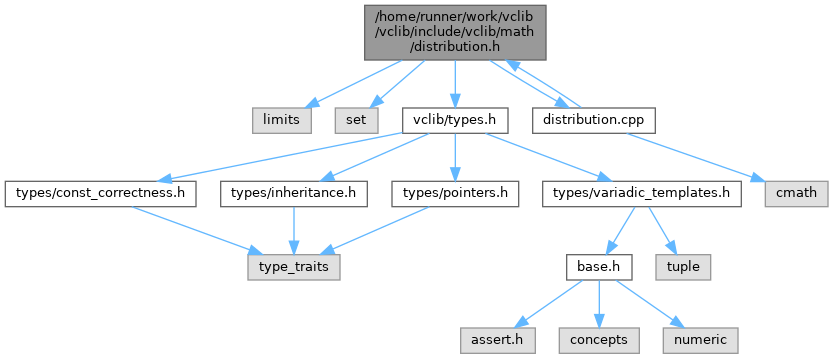 /home/runner/work/vclib
/vclib/include/vclib/math
/distribution.h
limits
set
vclib/types.h
distribution.cpp
types/const_correctness.h
types/inheritance.h
types/pointers.h
types/variadic_templates.h
cmath
type_traits
base.h
tuple
assert.h
concepts
numeric